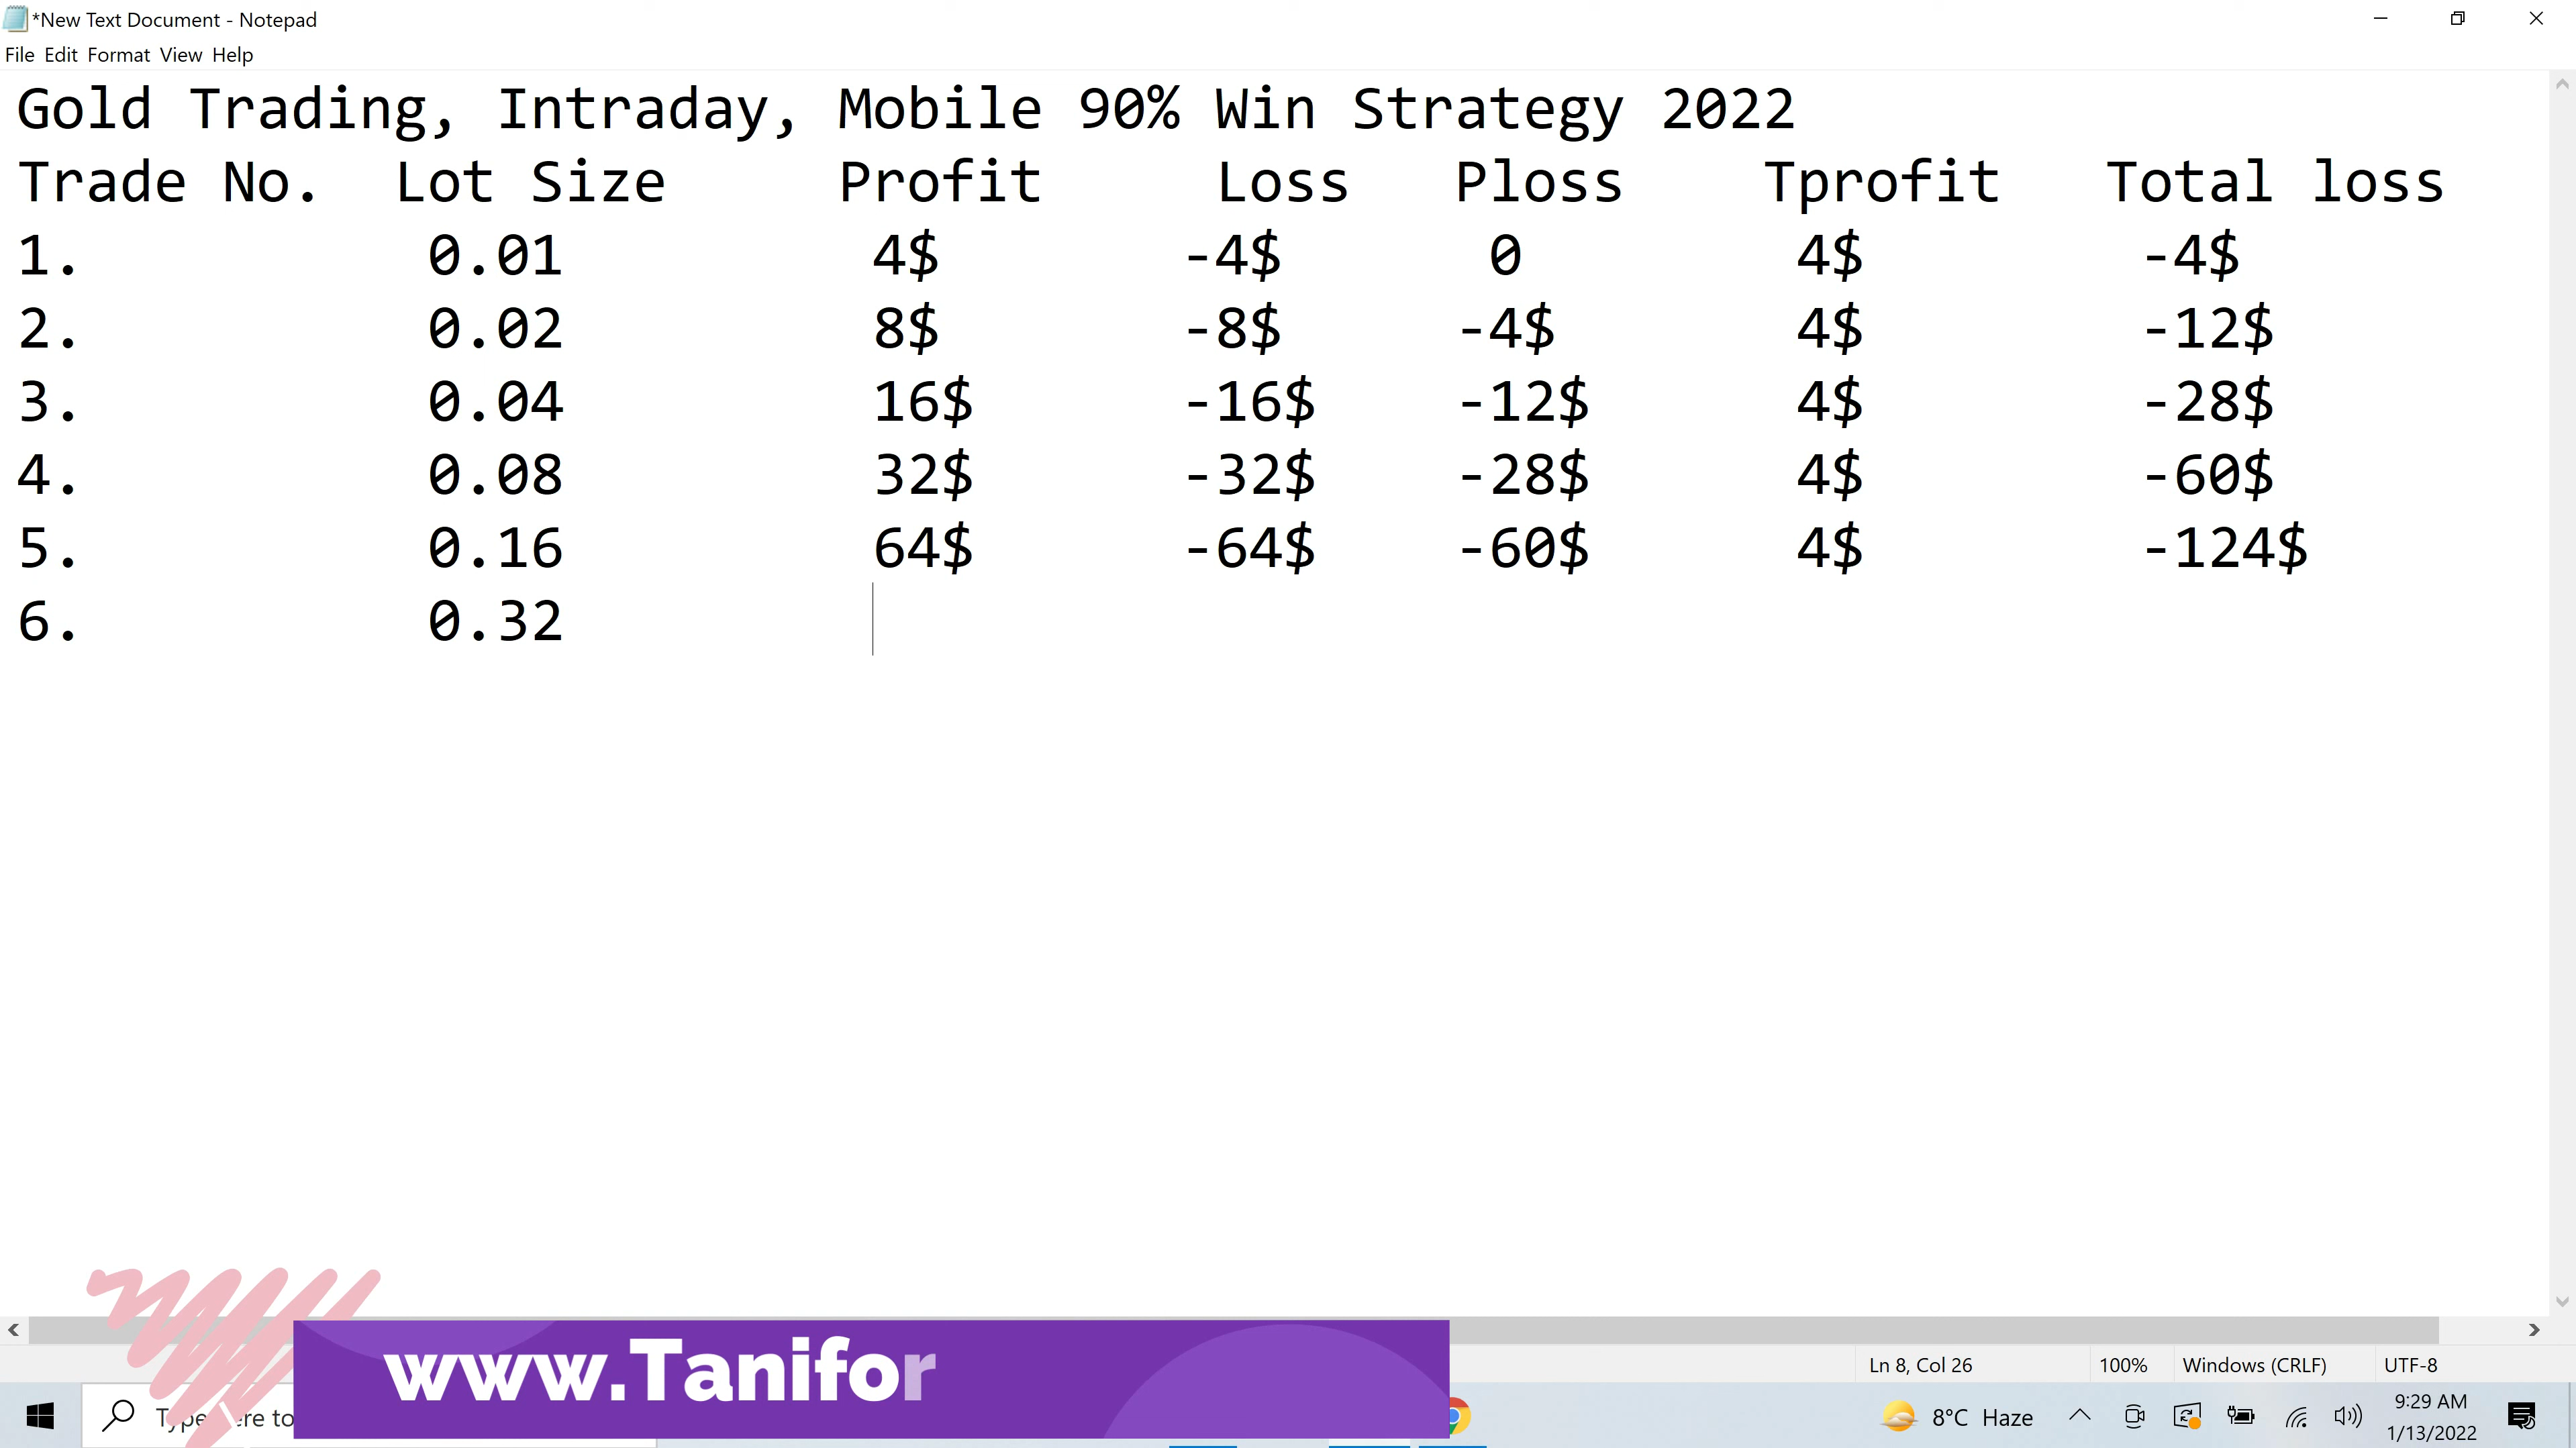 *New Text Document - Notepad
File Edit Format View Help
Gold Trading, Intraday, Mobile 90% Win Strategy 2022
Trade No. Lot Size Profit Loss Ploss Tprofit Total loss
1. 0.01 4$ -4$ 0 4$ -4$
2. 0.02 8$ -8$ -4$ 4$ -12$
3. 0.04 16$ -16$ -12$ 4$ -28$
4. 0.08 32$ -32$ -28$ 4$ -60$
5. 0.16 64$ -64$ -60$ 4$ -124$
6. 0.32
www.Tanifor
Ln 8, Col 26 100% Windows (CRLF) UTF-8
Type here to
8°C Haze
9:29 AM
1/13/2022